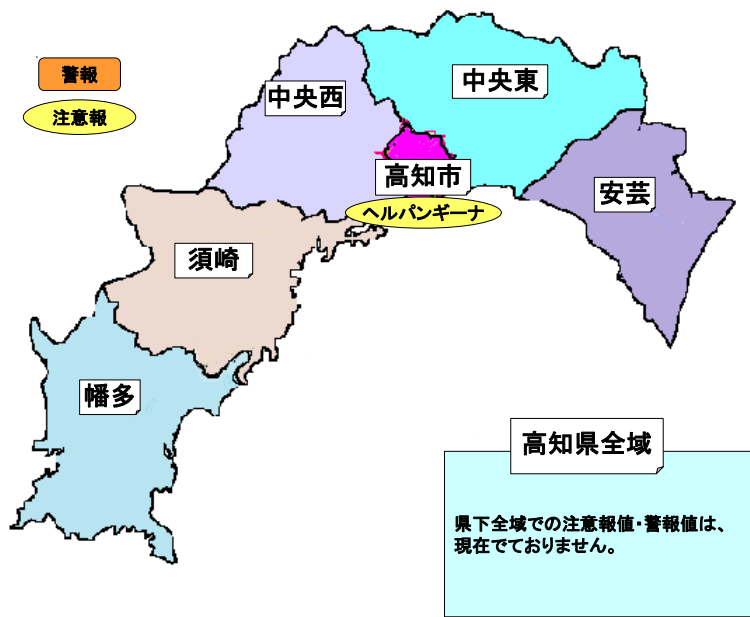 警報
注意報
中央西
中央東
高知市
ヘルパンギーナ
安芸
須崎
幡多
高知県全域
県下全域での注意報値・警報値は、
現在でておりません。